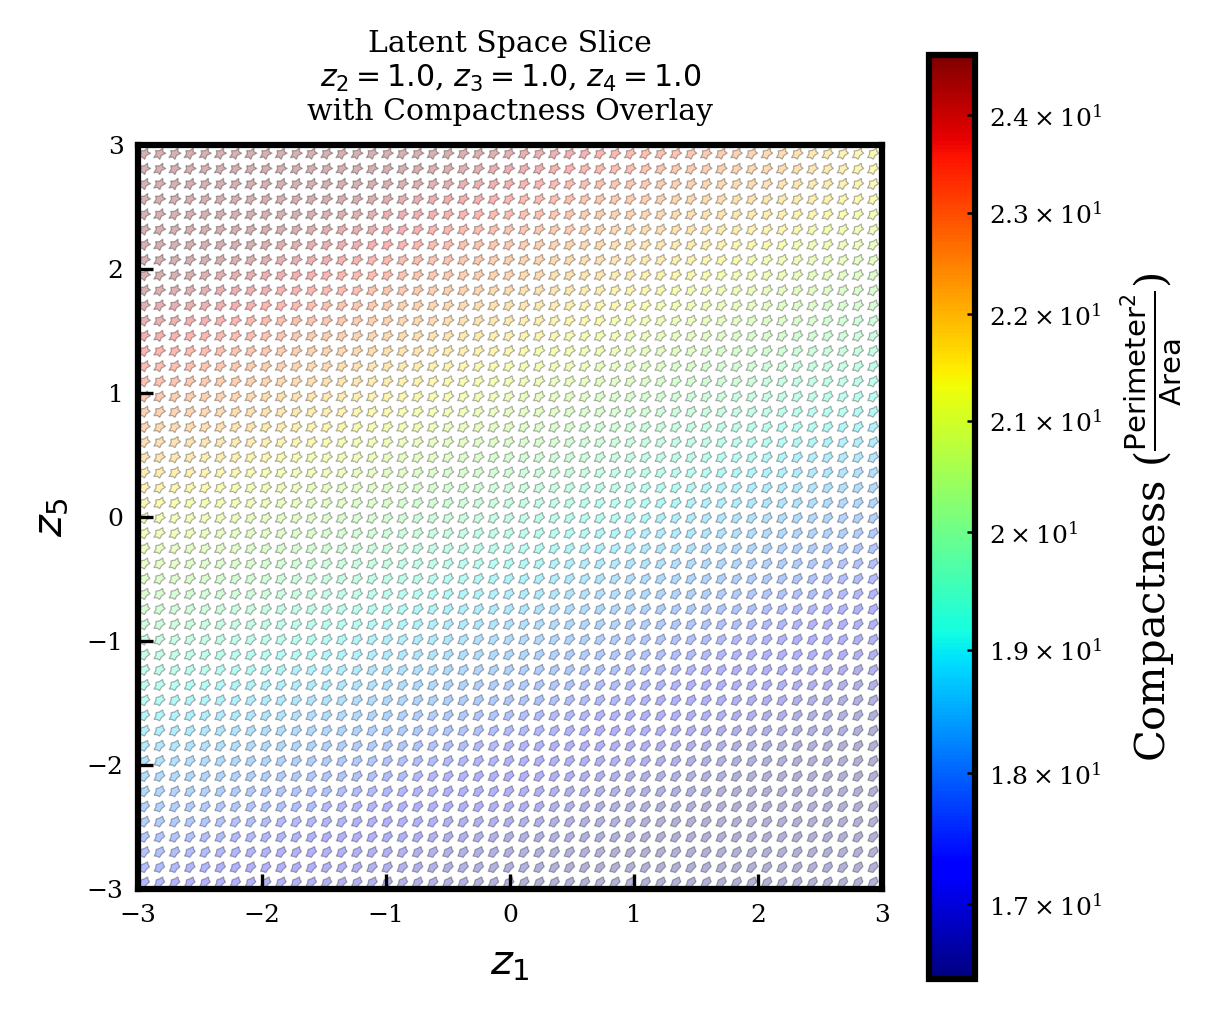 Latent Space Slice
z₂ = 1.0, z₃ = 1.0, z₄ = 1.0
with Compactness Overlay
3
2
1
0
−1
−2
−3
z₅
−3
−2
−1
0
1
2
3
z₁
2.4 × 10¹
2.3 × 10¹
2.2 × 10¹
2.1 × 10¹
2 × 10¹
1.9 × 10¹
1.8 × 10¹
1.7 × 10¹
Compactness (Perimeter²/Area)